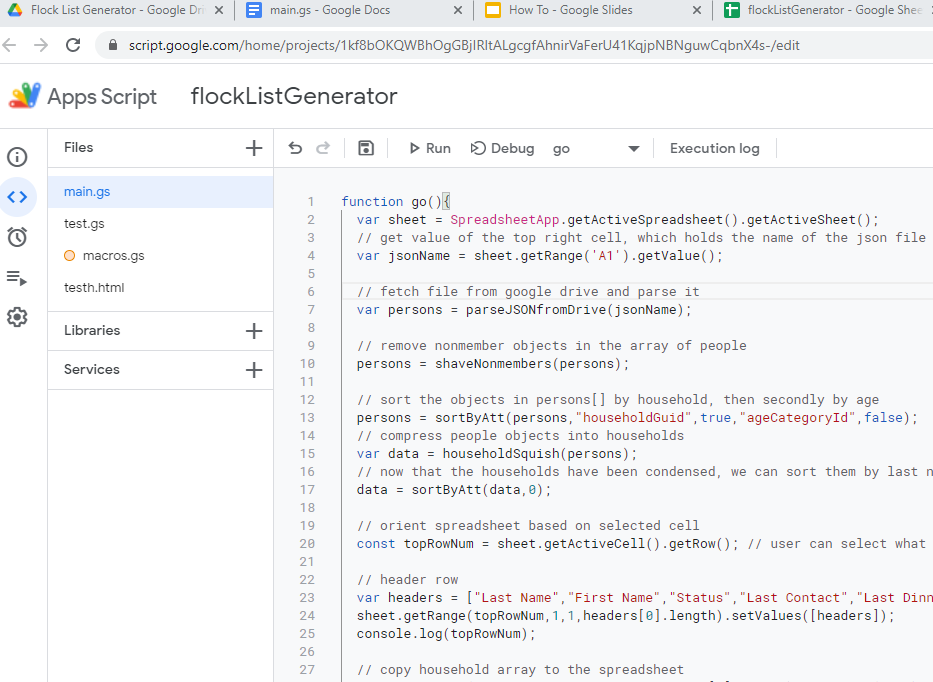 Flock List Generator - Google Dri
main.gs - Google Docs
How To - Google Slides
flockListGenerator - Google Shee
script.google.com/home/projects/1kf8bOKQWBhOgGBjIRltALgcgfAhnirVaFerU41KqjpNBNguwCqbnX4s-/edit
Apps Script flockListGenerator
Files
Run Debug go Execution log
main.gs
test.gs
macros.gs
testh.html
Libraries
Services
1 function go(){
2 var sheet = SpreadsheetApp.getActiveSpreadsheet().getActiveSheet();
3 // get value of the top right cell, which holds the name of the json file
4 var jsonName = sheet.getRange('A1').getValue();
5
6 // fetch file from google drive and parse it
7 var persons = parseJSONfromDrive(jsonName);
8
9 // remove nonmember objects in the array of people
10 persons = shaveNonmembers(persons);
11
12 // sort the objects in persons[] by household, then secondly by age
13 persons = sortByAtt(persons,"householdGuid",true,"ageCategoryId",false);
14 // compress people objects into households
15 var data = householdSquish(persons);
16 // now that the households have been condensed, we can sort them by last n
17 data = sortByAtt(data,0);
18
19 // orient spreadsheet based on selected cell
20 const topRowNum = sheet.getActiveCell().getRow(); // user can select what
21
22 // header row
23 var headers = ["Last Name","First Name","Status","Last Contact","Last Dinn
24 sheet.getRange(topRowNum,1,1,headers[0].length).setValues([headers]);
25 console.log(topRowNum);
26
27 // copy household array to the spreadsheet